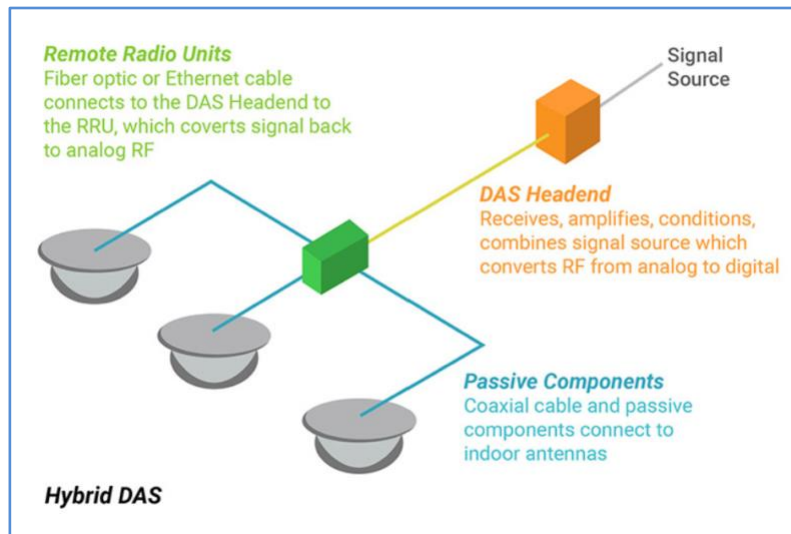 Remote Radio Units
Fiber optic or Ethernet cable
connects to the DAS Headend to
the RRU, which coverts signal back
to analog RF
Signal
Source
DAS Headend
Receives, amplifies, conditions,
combines signal source which
converts RF from analog to digital
Passive Components
Coaxial cable and passive
components connect to
indoor antennas
Hybrid DAS